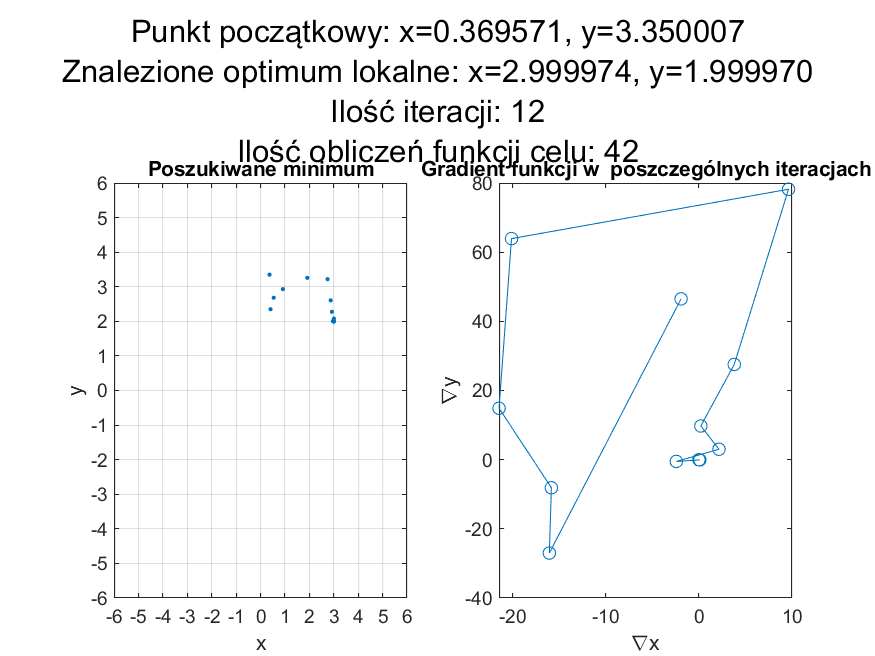 Punkt początkowy: x=0.369571, y=3.350007
Znalezione optimum lokalne: x=2.999974, y=1.999970
Ilość iteracji: 12
Ilość obliczeń funkcji celu: 42
Poszukiwane minimum
6
5
4
3
2
1
0
-1
-2
-3
-4
-5
-6
y
-6 -5 -4 -3 -2 -1 0 1 2 3 4 5 6
x
Gradient funkcji w poszczególnych iteracjach
80
60
40
20
0
-20
-40
∇y
-20 -10 0 10
∇x